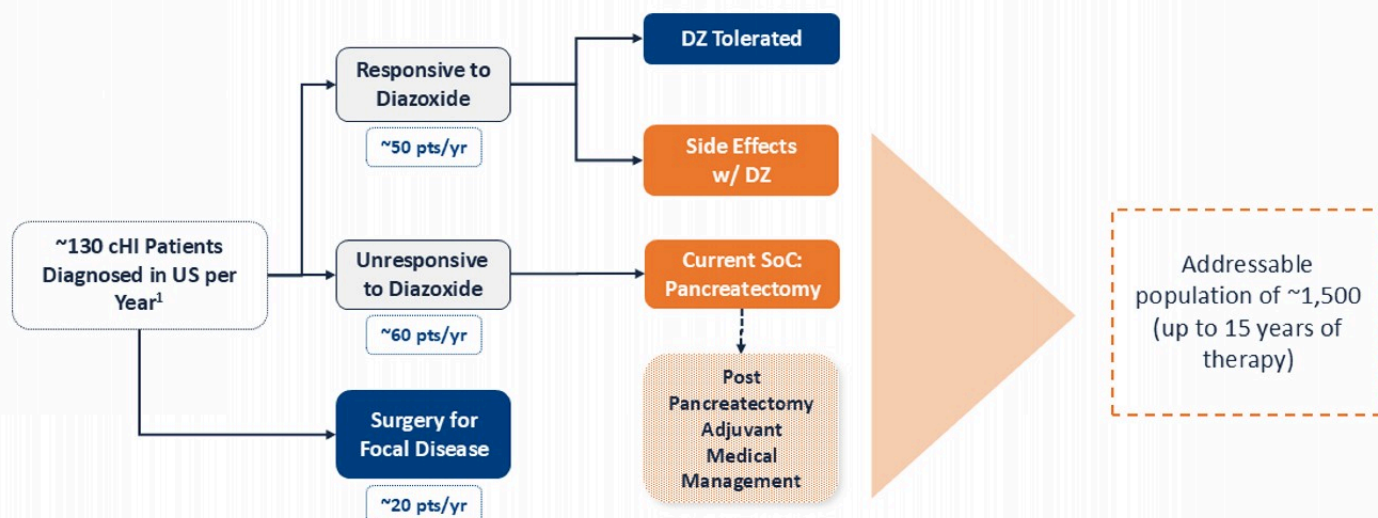 ~130 cHI Patients
Diagnosed in US per
Year¹
Responsive to
Diazoxide
~50 pts/yr
Unresponsive
to Diazoxide
~60 pts/yr
Surgery for
Focal Disease
~20 pts/yr
DZ Tolerated
Side Effects
w/ DZ
Current SoC:
Pancreatectomy
Post
Pancreatectomy
Adjuvant
Medical
Management
Addressable
population of ~1,500
(up to 15 years of
therapy)